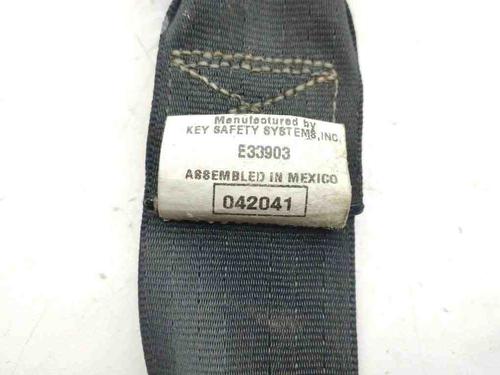 Manufactured by
KEY SAFETY SYSTEMS, INC.
E33903
ASSEMBLED IN MEXICO
042041